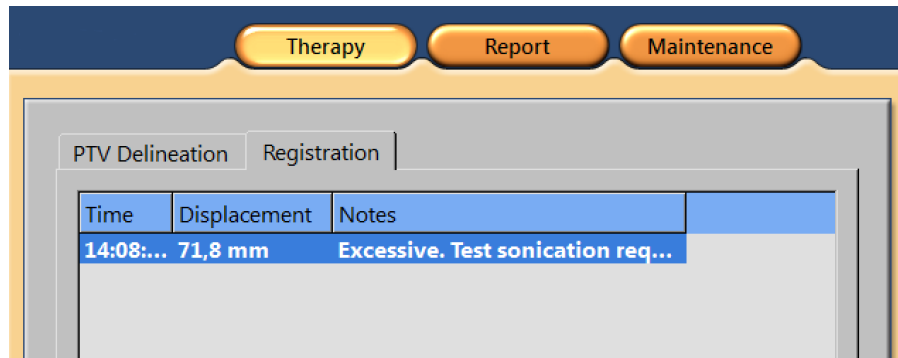 Therapy Report Maintenance
PTV Delineation Registration
Time Displacement Notes
14:08:... 71,8 mm Excessive. Test sonication req...